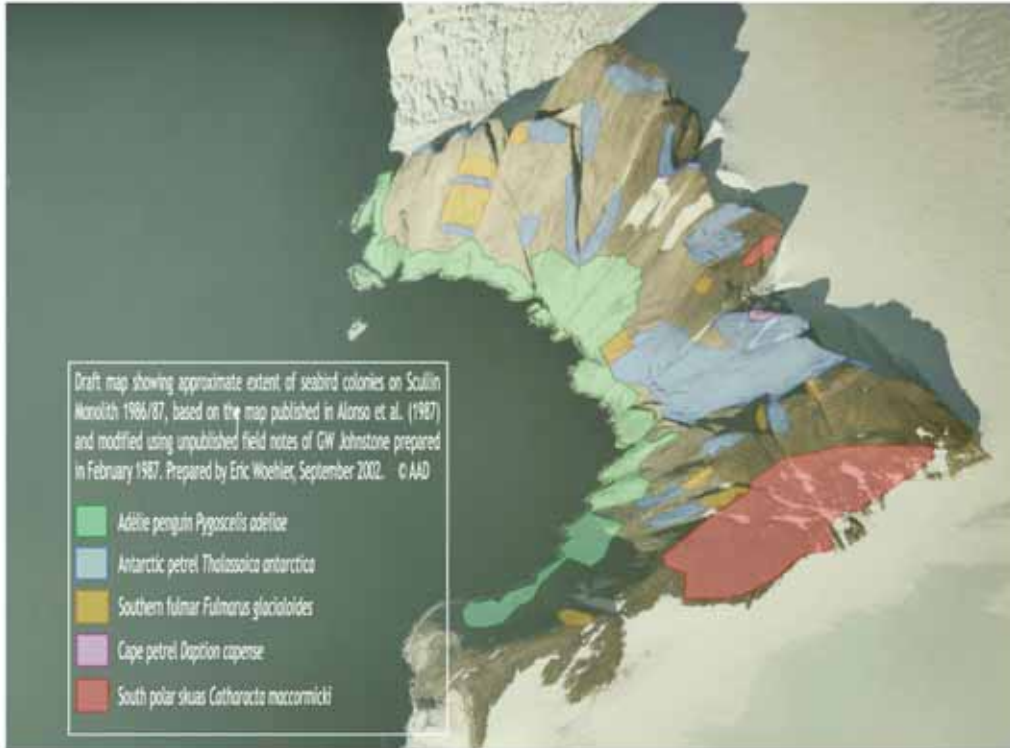 Draft map showing approximate extent of seabird colonies on Scullin
Monolith 1986/87, based on the map published in Alonso et al. (1987)
and modified using unpublished field notes of GW Johnstone prepared
in February 1987. Prepared by Eric Woehler, September 2002. © AAD
Adélie penguin Pygoscelis adeliae
Antarctic petrel Thalassoica antarctica
Southern fulmar Fulmarus glacialoides
Cape petrel Daption capense
South polar skuas Catharacta maccormicki